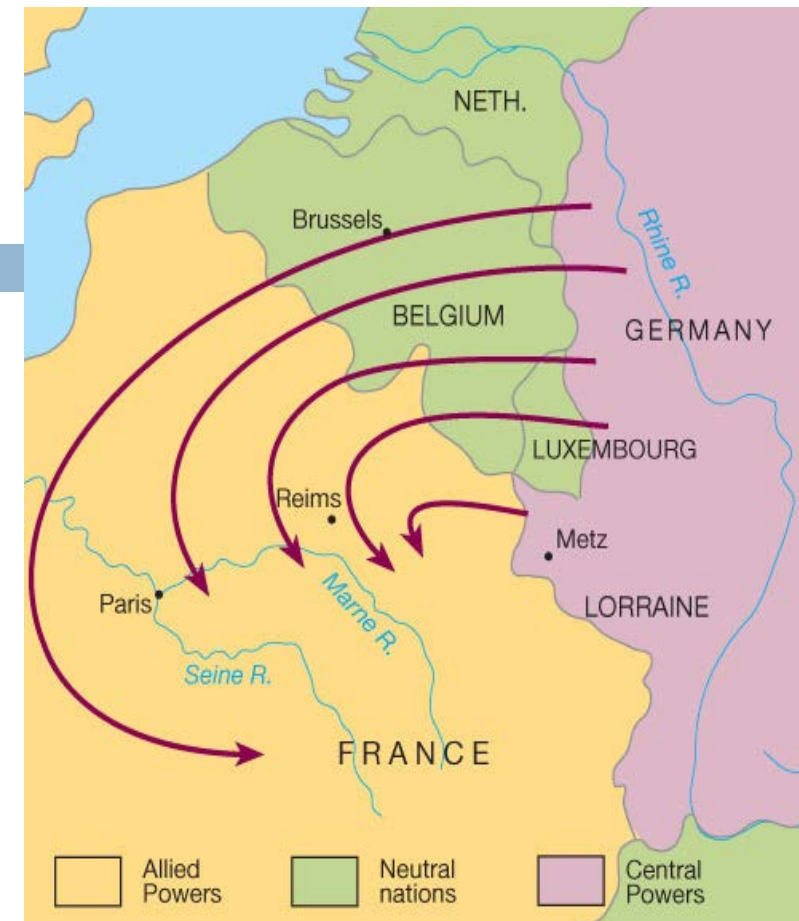 NETH.
Brussels
Rhine R.
BELGIUM
GERMANY
LUXEMBOURG
Reims
Metz
Paris
Marne R.
LORRAINE
Seine R.
FRANCE
Allied
Powers
Neutral
nations
Central
Powers